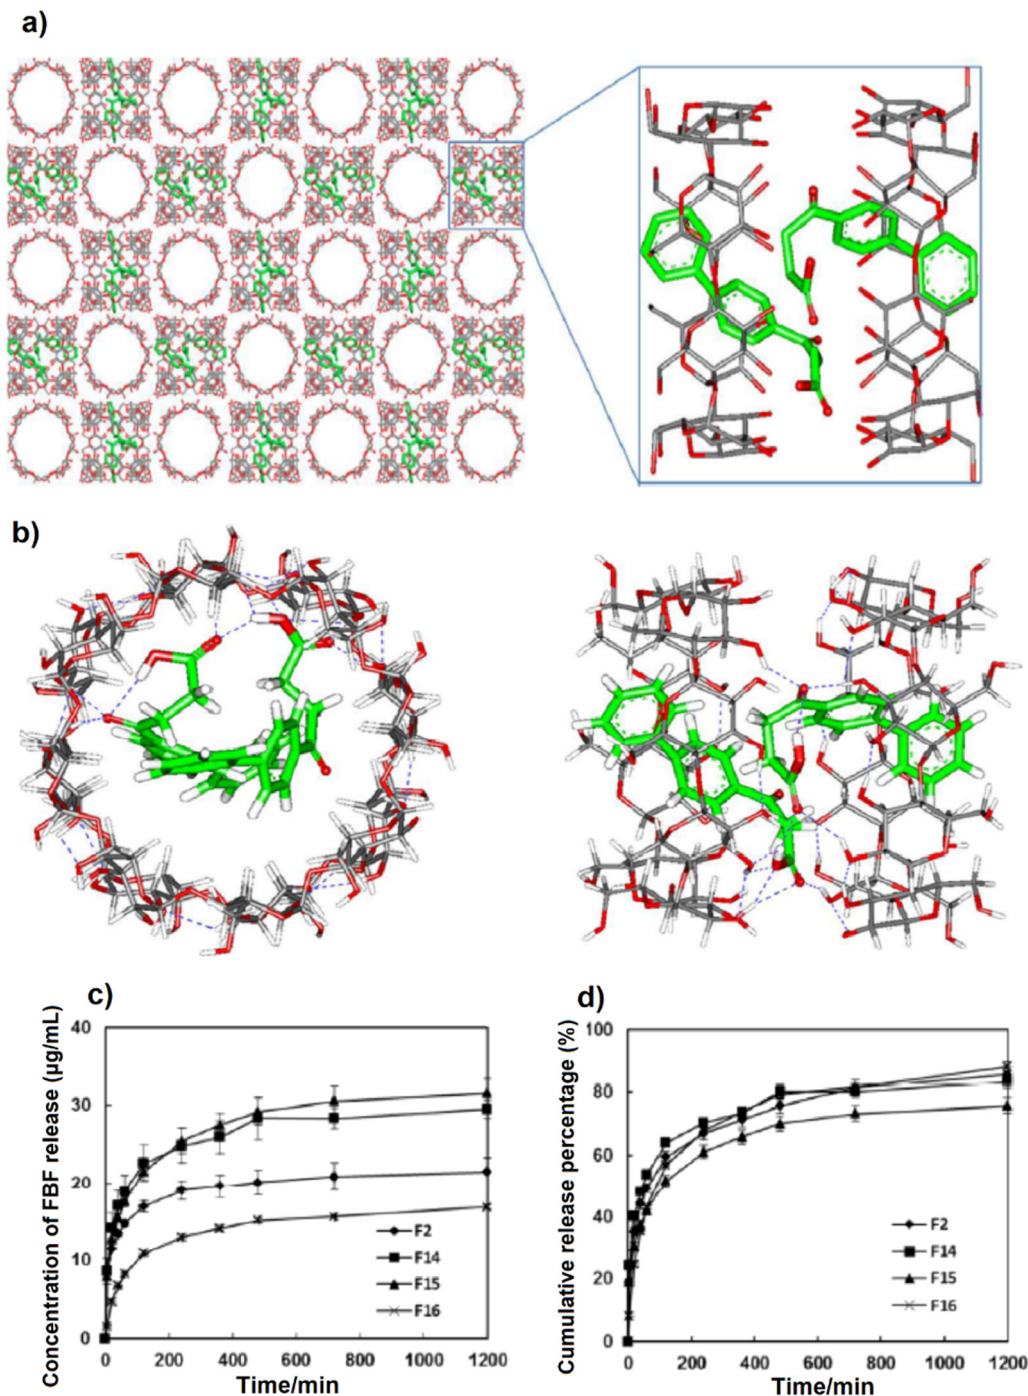 a)
b)
c)
Concentration of FBF release (µg/mL)
40
30
20
10
0
F2
F14
F15
F16
0 200 400 600 800 1000 1200
Time/min
d)
Cumulative release percentage (%)
100
80
60
40
20
0
F2
F14
F15
F16
0 200 400 600 800 1000 1200
Time/min